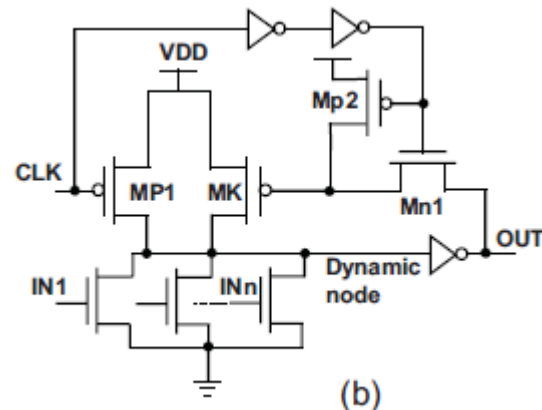 VDD
Mp2
CLK
MP1
MK
Mn1
OUT
IN1
INn
Dynamic
node
(b)